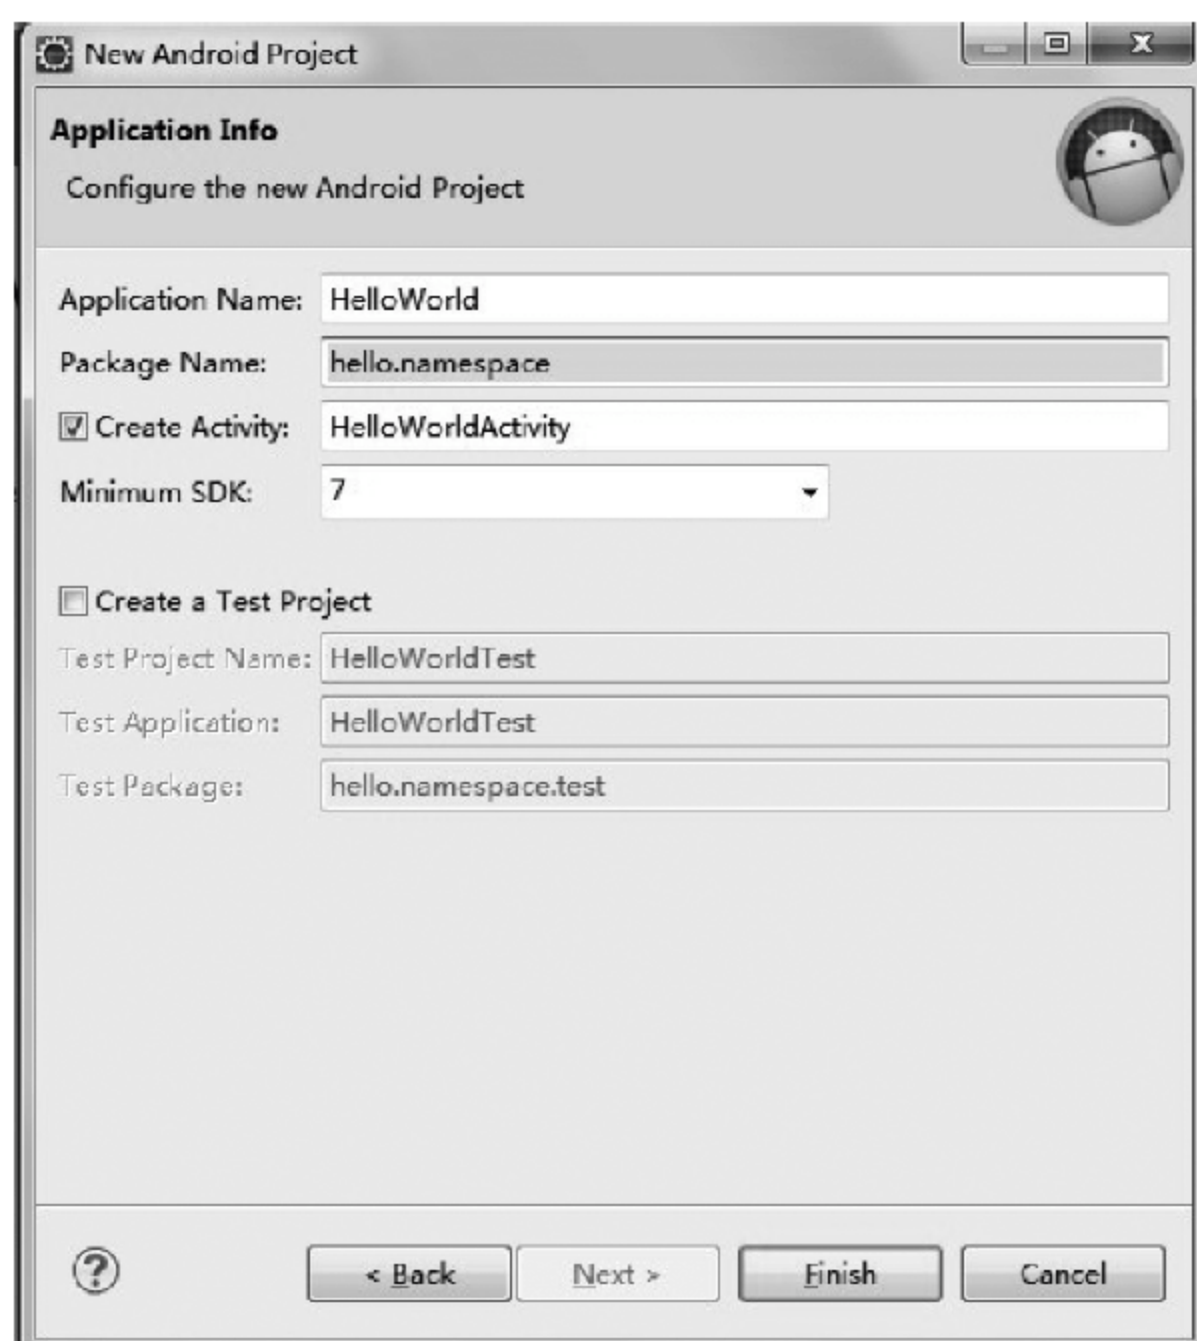 New Android Project
Application Info
Configure the new Android Project
Application Name: HelloWorld
Package Name: hello.namespace
Create Activity: HelloWorldActivity
Minimum SDK: 7
Create a Test Project
Test Project Name: HelloWorldTest
Test Application: HelloWorldTest
Test Package: hello.namespace.test
? < Back Next > Finish Cancel